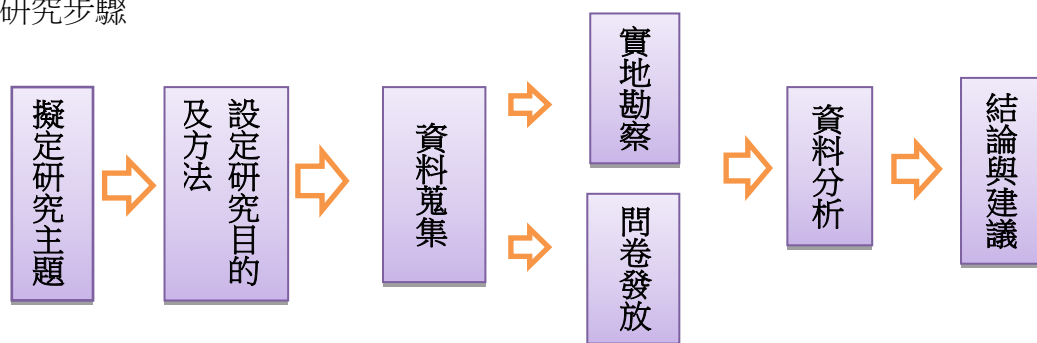 研究步驟
擬定研究主題
設定研究目的
及方法
資料蒐集
實地勘察
問卷發放
資料分析
結論與建議